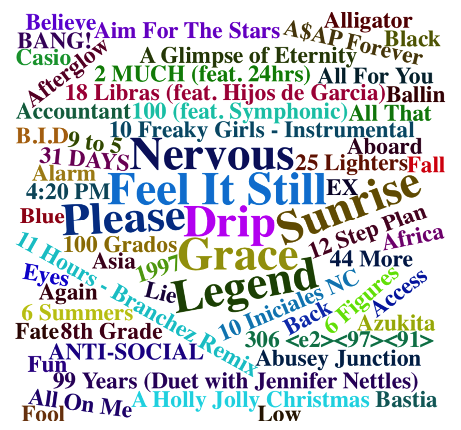 Believe
Aim For The Stars
Alligator
BANG!
A$AP Forever
Black
Casio
Afterglow
A Glimpse of Eternity
2 MUCH (feat. 24hrs)
All For You
18 Libras (feat. Hijos de Garcia)
Ballin
Accountant
100 (feat. Symphonic)
All That
B.I.D
9 to 5
10 Freaky Girls - Instrumental
31 DAYS
Nervous
Aboard
25 Lighters
Fall
Alarm
4:20 PM
Feel It Still
EX
Sunrise
Blue
Please
Drip
12 Step Plan
Africa
100 Grados
Grace
44 More
11 Hours - Branchez Remix
Asia
1997
Eyes
Again
Lie
Legend
10 Iniciales NC
Back
6 Figures
Access
6 Summers
Azukita
Fate
8th Grade
306 <e2><97><91>
ANTI-SOCIAL
Abusey Junction
Fun
99 Years (Duet with Jennifer Nettles)
All On Me
A Holly Jolly Christmas
Bastia
Fool
Low